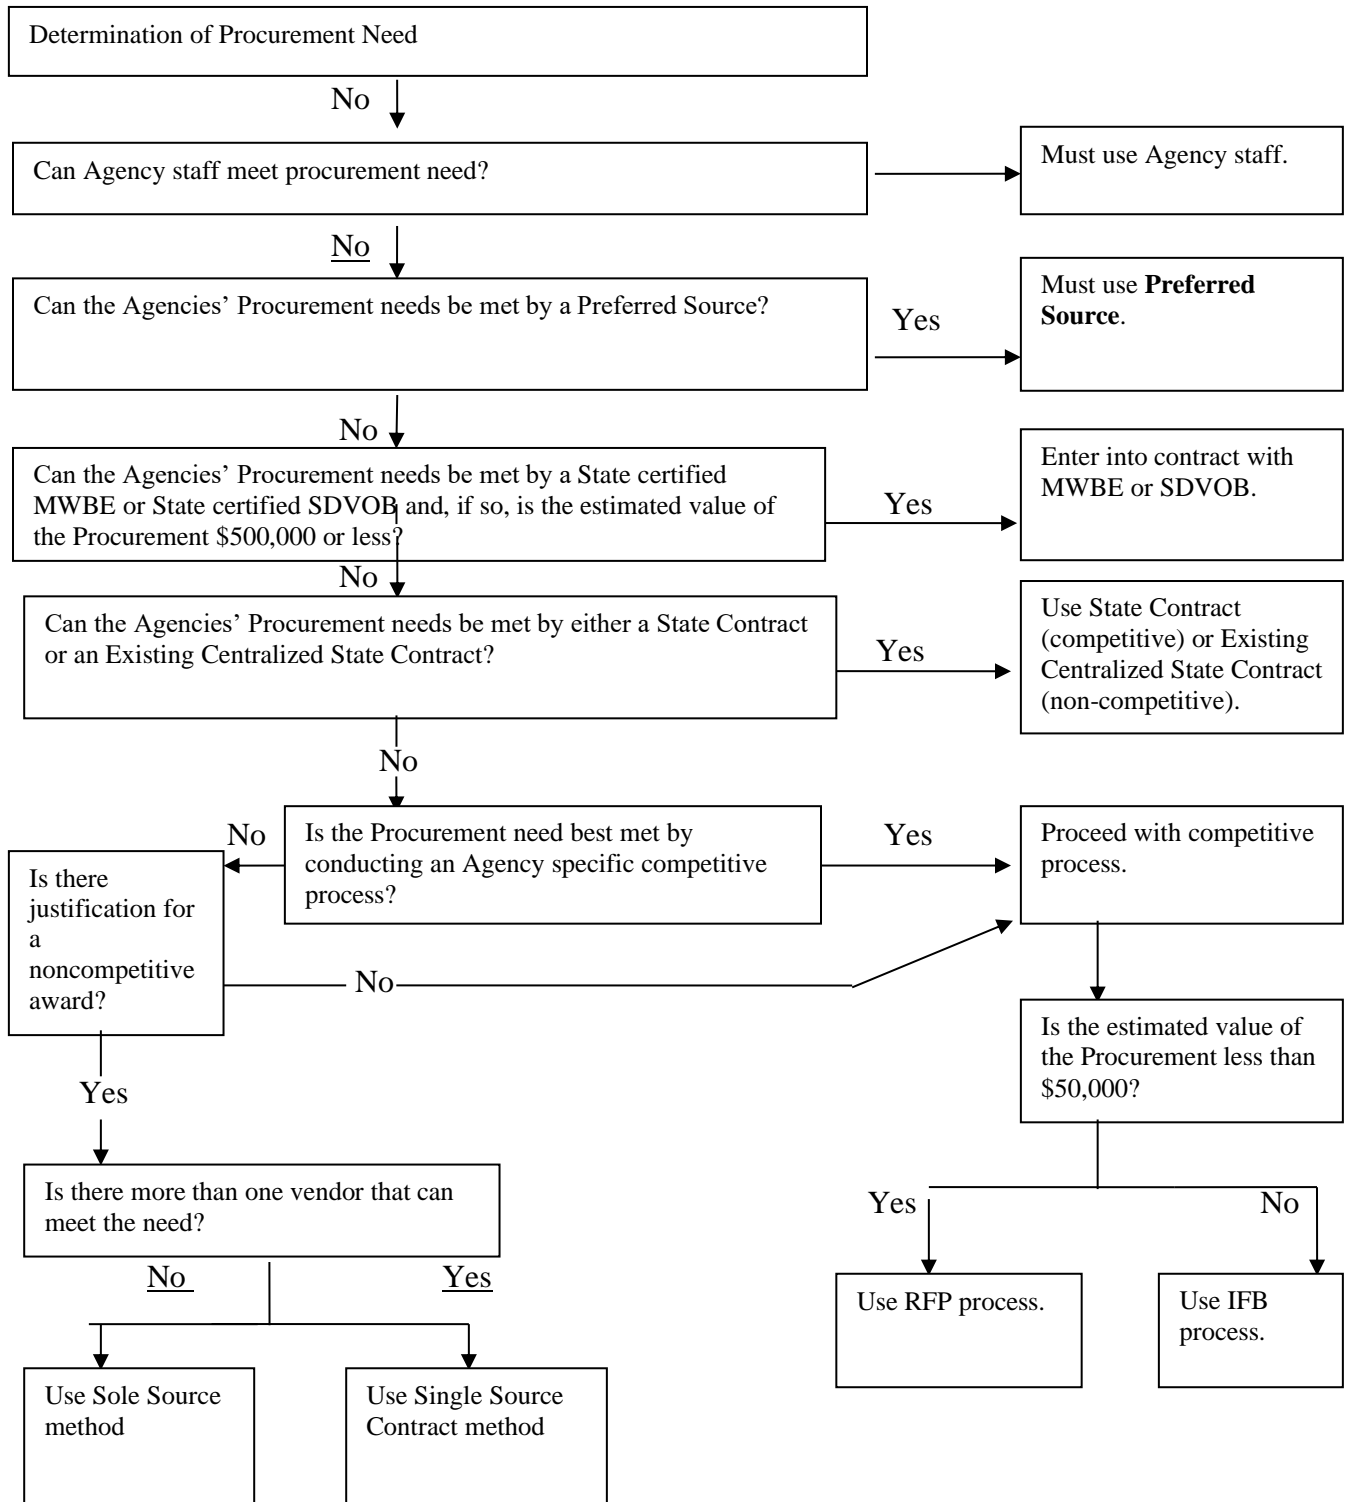 Determination of Procurement Need
No
Can Agency staff meet procurement need?
Must use Agency staff.
No
Can the Agencies’ Procurement needs be met by a Preferred Source?
Yes
Must use Preferred
Source.
No
Can the Agencies’ Procurement needs be met by a State certified
MWBE or State certified SDVOB and, if so, is the estimated value of
the Procurement $500,000 or less?
Yes
Enter into contract with
MWBE or SDVOB.
No
Can the Agencies’ Procurement needs be met by either a State Contract
or an Existing Centralized State Contract?
Yes
Use State Contract
(competitive) or Existing
Centralized State Contract
(non-competitive).
No
Is the Procurement need best met by
conducting an Agency specific competitive
process?
No
Yes
Proceed with competitive
process.
Is there
justification for
a
noncompetitive
award?
No
Is the estimated value of
the Procurement less than
$50,000?
Yes
Is there more than one vendor that can
meet the need?
Yes
No
No
Yes
Use RFP process.
Use IFB
process.
Use Sole Source
method
Use Single Source
Contract method